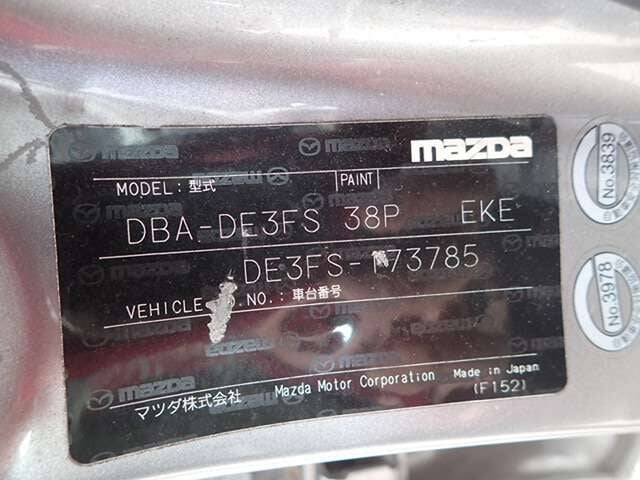 mazda
MODEL: 型式 PAINT
DBA-DE3FS 38P EKE
DE3FS-173785
VEHICLE NO.: 車台番号
マツダ株式会社 Mazda Motor Corporation Made in Japan
(F152)
No.3839
No.3978